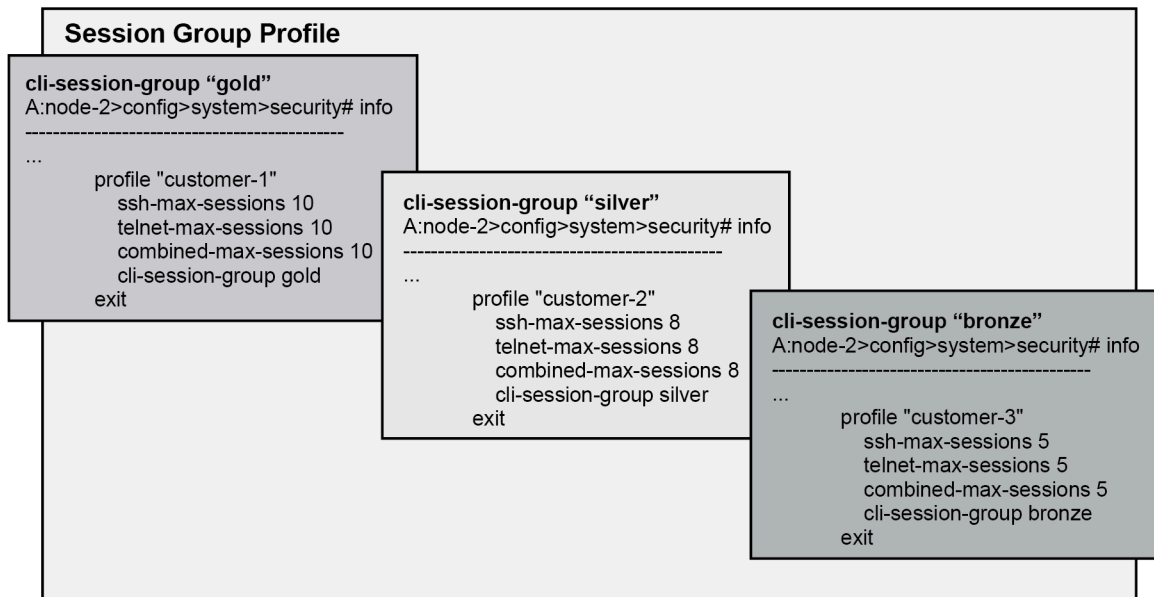 Session Group Profile
cli-session-group “gold”
A:node-2>config>system>security# info
----------------------------------------------
...
profile "customer-1"
ssh-max-sessions 10
telnet-max-sessions 10
combined-max-sessions 10
cli-session-group gold
exit
cli-session-group “silver”
A:node-2>config>system>security# info
----------------------------------------------
...
profile "customer-2"
ssh-max-sessions 8
telnet-max-sessions 8
combined-max-sessions 8
cli-session-group silver
exit
cli-session-group “bronze”
A:node-2>config>system>security# info
----------------------------------------------
...
profile "customer-3"
ssh-max-sessions 5
telnet-max-sessions 5
combined-max-sessions 5
cli-session-group bronze
exit